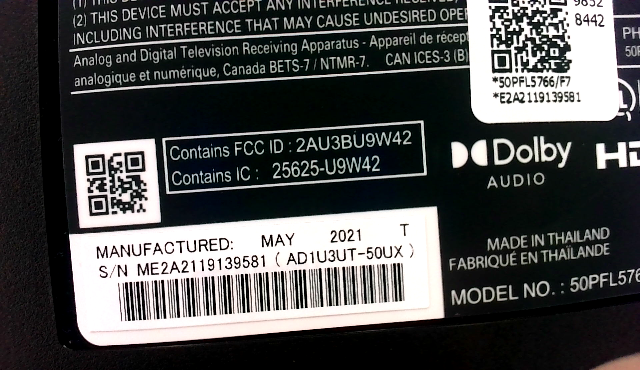 (2) THIS DEVICE MUST ACCEPT ANY INTERFERENCE RECEIVED,
INCLUDING INTERFERENCE THAT MAY CAUSE UNDESIRED
Analog and Digital Television Receiving Apparatus - Appareil de
analogique et numérique, Canada BETS-7 / NTMR-7. CAN ICES-3 (B)
8442
*50PFL5766/F7
*E2A2119139581
Contains FCC ID : 2AU3BU9W42
Contains IC : 25625-U9W42
Dolby
AUDIO
MANUFACTURED: MAY 2021 T
S/N ME2A2119139581 ( AD1U3UT-50UX )
MADE IN THAILAND
FABRIQUÉ EN THAÏLANDE
MODEL NO. : 50PFL576